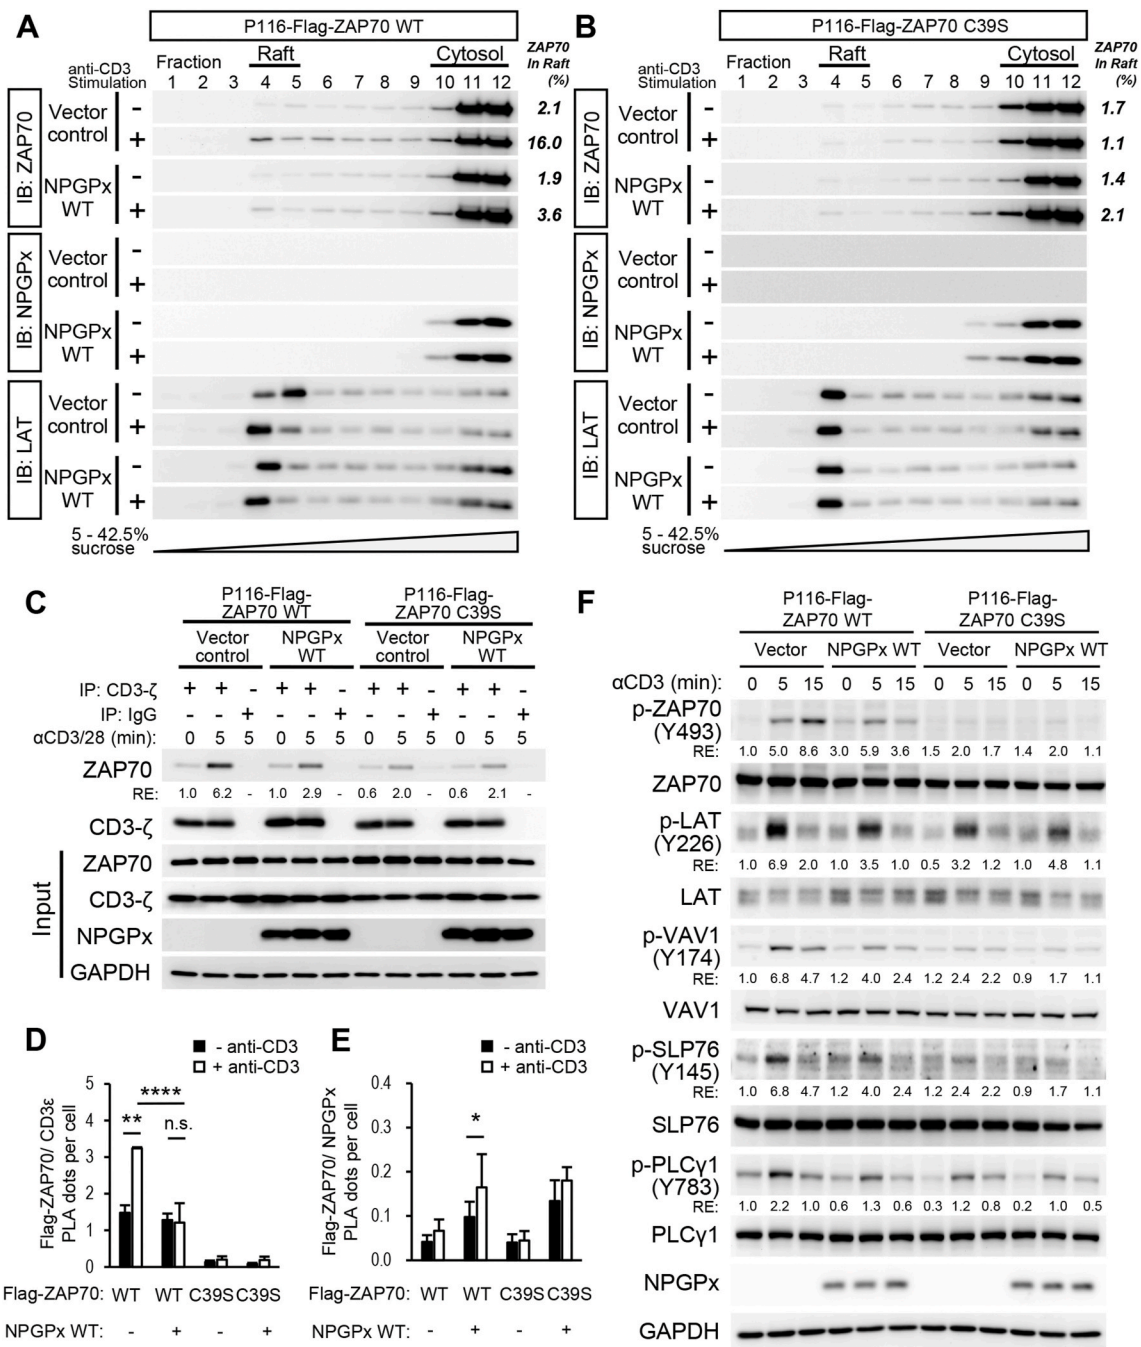 A
P116-Flag-ZAP70 WT
Fraction
Raft
Cytosol
ZAP70
In Raft
(%)
anti-CD3
Stimulation
1 2 3 4 5 6 7 8 9 10 11 12
IB: ZAP70
Vector
control
- 2.1
+ 16.0
NPGPx
WT
- 1.9
+ 3.6
IB: NPGPx
Vector
control
-
+
NPGPx
WT
-
+
IB: LAT
Vector
control
-
+
NPGPx
WT
-
+
5 - 42.5%
sucrose
B
P116-Flag-ZAP70 C39S
Fraction
Raft
Cytosol
ZAP70
In Raft
(%)
anti-CD3
Stimulation
1 2 3 4 5 6 7 8 9 10 11 12
IB: ZAP70
Vector
control
- 1.7
+ 1.1
NPGPx
WT
- 1.4
+ 2.1
IB: NPGPx
Vector
control
-
+
NPGPx
WT
-
+
IB: LAT
Vector
control
-
+
NPGPx
WT
-
+
5 - 42.5%
sucrose
C
P116-Flag-
ZAP70 WT
P116-Flag-
ZAP70 C39S
Vector
control
NPGPx
WT
Vector
control
NPGPx
WT
IP: CD3-ζ + + - + + - + + - + + -
IP: IgG - - + - - + - - + - - +
αCD3/28 (min): 0 5 5 0 5 5 0 5 5 0 5 5
ZAP70
RE: 1.0 6.2 - 1.0 2.9 - 0.6 2.0 - 0.6 2.1 -
CD3-ζ
Input
ZAP70
CD3-ζ
NPGPx
GAPDH
D
- anti-CD3
+ anti-CD3
Flag-ZAP70/ CD3ε
PLA dots per cell
5
4
3
2
1
0
**
****
n.s.
Flag-ZAP70: WT WT C39S C39S
NPGPx WT: - + - +
E
- anti-CD3
+ anti-CD3
Flag-ZAP70/ NPGPx
PLA dots per cell
0.4
0.3
0.2
0.1
0.0
*
Flag-ZAP70: WT WT C39S C39S
NPGPx WT: - + - +
F
P116-Flag-
ZAP70 WT
P116-Flag-
ZAP70 C39S
Vector NPGPx WT Vector NPGPx WT
αCD3 (min): 0 5 15 0 5 15 0 5 15 0 5 15
p-ZAP70
(Y493)
RE: 1.0 5.0 8.6 3.0 5.9 3.6 1.5 2.0 1.7 1.4 2.0 1.1
ZAP70
p-LAT
(Y226)
RE: 1.0 6.9 2.0 1.0 3.5 1.0 0.5 3.2 1.2 1.0 4.8 1.1
LAT
p-VAV1
(Y174)
RE: 1.0 6.8 4.7 1.2 4.0 2.4 1.2 2.4 2.2 0.9 1.7 1.1
VAV1
p-SLP76
(Y145)
RE: 1.0 6.8 4.7 1.2 4.0 2.4 1.2 2.4 2.2 0.9 1.7 1.1
SLP76
p-PLCγ1
(Y783)
RE: 1.0 2.2 1.0 0.6 1.3 0.6 0.3 1.2 0.8 0.2 1.0 0.5
PLCγ1
NPGPx
GAPDH